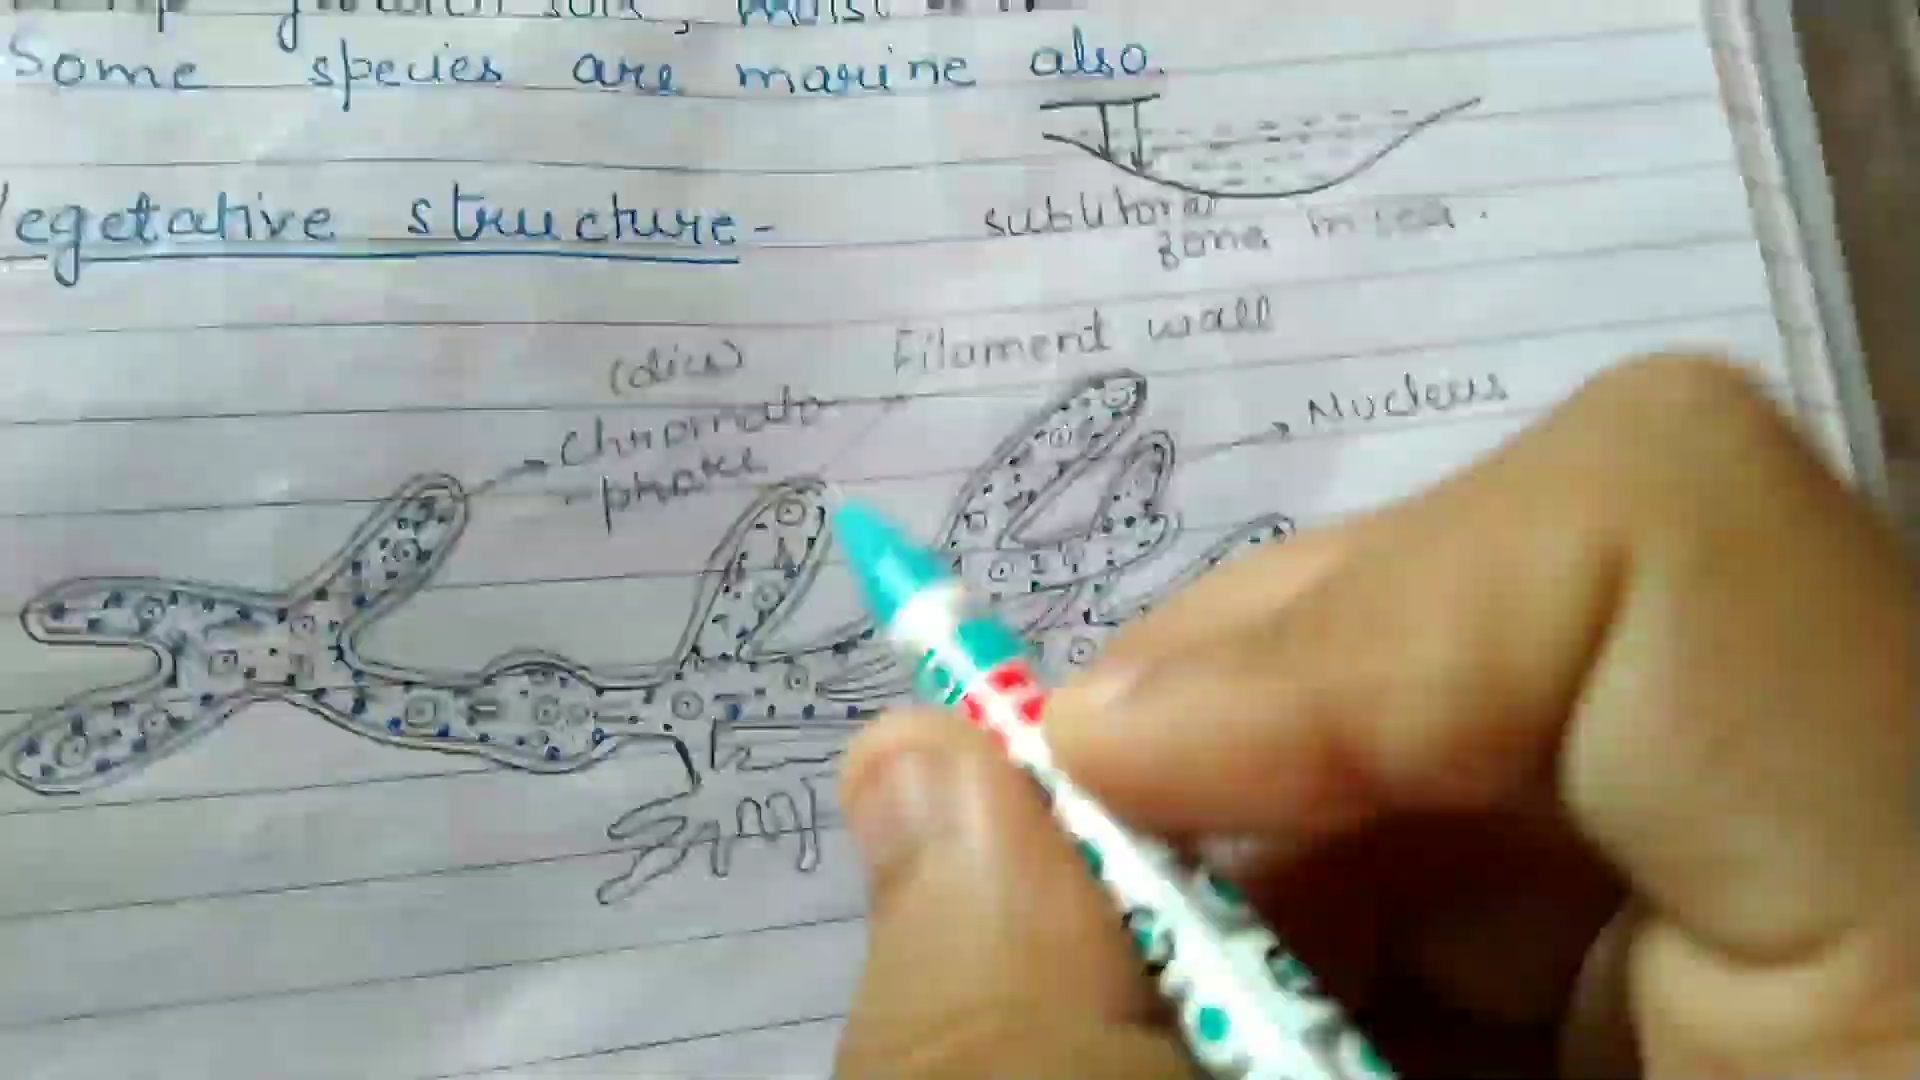 Some species are marine also.
Vegetative structure-
sublitoral
zone in sea.
Filament wall
(disc)
Chromato
-phore
Nucleus